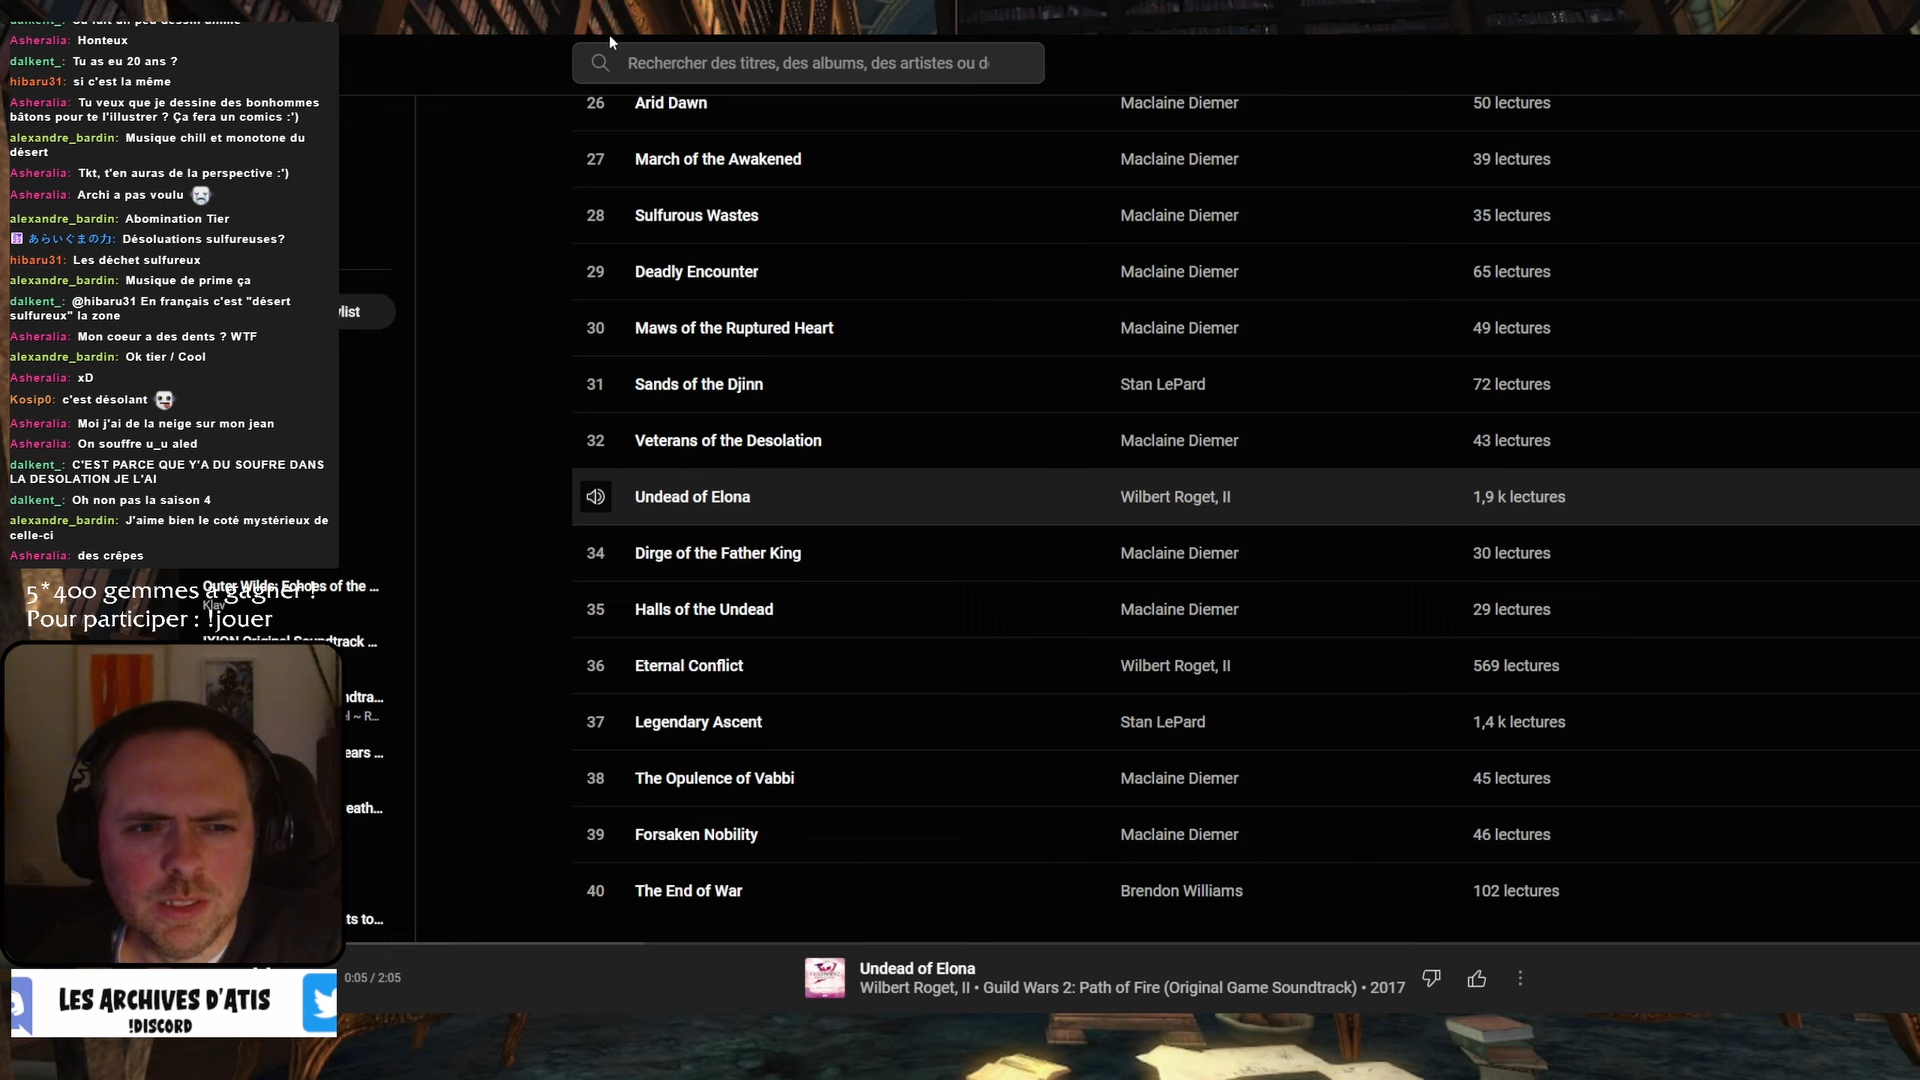 Asheralia: Honteux
dalkent_: Tu as eu 20 ans ?
hibaru31: si c'est la même
Asheralia: Tu veux que je dessine des bonhommes
bâtons pour te l'illustrer ? Ça fera un comics :')
alexandre_bardin: Musique chill et monotone du
désert
Asheralia: Tkt, t'en auras de la perspective :')
Asheralia: Archi a pas voulu
alexandre_bardin: Abomination Tier
あらいぐまの力: Désoluations sulfureuses?
hibaru31: Les déchet sulfureux
alexandre_bardin: Musique de prime ça
dalkent_: @hibaru31 En français c'est "désert
sulfureux" la zone
Asheralia: Mon coeur a des dents ? WTF
alexandre_bardin: Ok tier / Cool
Asheralia: xD
Kosip0: c'est désolant
Asheralia: Moi j'ai de la neige sur mon jean
Asheralia: On souffre u_u aled
dalkent_: C'EST PARCE QUE Y'A DU SOUFRE DANS
LA DESOLATION JE L'AI
dalkent_: Oh non pas la saison 4
alexandre_bardin: J'aime bien le coté mystérieux de
celle-ci
Asheralia: des crêpes
5*400 gemmes à gagner !
Pour participer : !jouer
Outer Wilds: Echoes of the ...
Klav
IXION Original Soundtrack ...
ndtra...
l ~ R...
ears ...
eath...
ts to...
LES ARCHIVES D'ATIS
!DISCORD
Rechercher des titres, des albums, des artistes ou d
26 Arid Dawn Maclaine Diemer 50 lectures
27 March of the Awakened Maclaine Diemer 39 lectures
28 Sulfurous Wastes Maclaine Diemer 35 lectures
29 Deadly Encounter Maclaine Diemer 65 lectures
30 Maws of the Ruptured Heart Maclaine Diemer 49 lectures
31 Sands of the Djinn Stan LePard 72 lectures
32 Veterans of the Desolation Maclaine Diemer 43 lectures
Undead of Elona Wilbert Roget, II 1,9 k lectures
34 Dirge of the Father King Maclaine Diemer 30 lectures
35 Halls of the Undead Maclaine Diemer 29 lectures
36 Eternal Conflict Wilbert Roget, II 569 lectures
37 Legendary Ascent Stan LePard 1,4 k lectures
38 The Opulence of Vabbi Maclaine Diemer 45 lectures
39 Forsaken Nobility Maclaine Diemer 46 lectures
40 The End of War Brendon Williams 102 lectures
ylist
0:05 / 2:05
Undead of Elona
Wilbert Roget, II • Guild Wars 2: Path of Fire (Original Game Soundtrack) • 2017